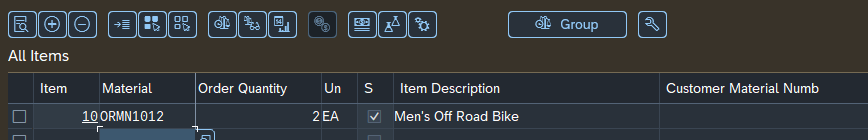 Group
All Items
Item Material Order Quantity Un S Item Description Customer Material Numb
10 ORMN1012 2 EA Men's Off Road Bike